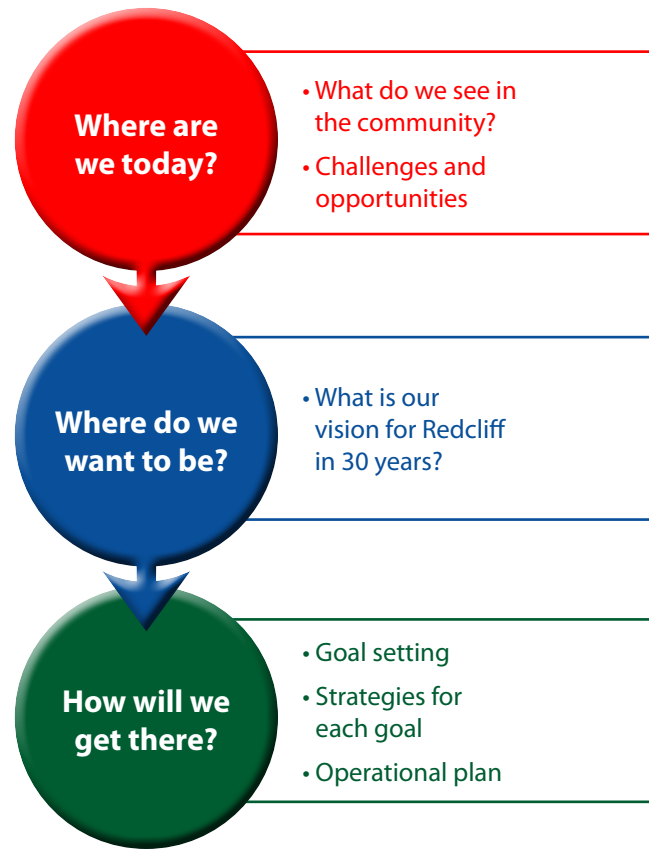 Where are
we today?
• What do we see in
the community?
• Challenges and
opportunities
Where do we
want to be?
• What is our
vision for Redcliff
in 30 years?
How will we
get there?
• Goal setting
• Strategies for
each goal
• Operational plan